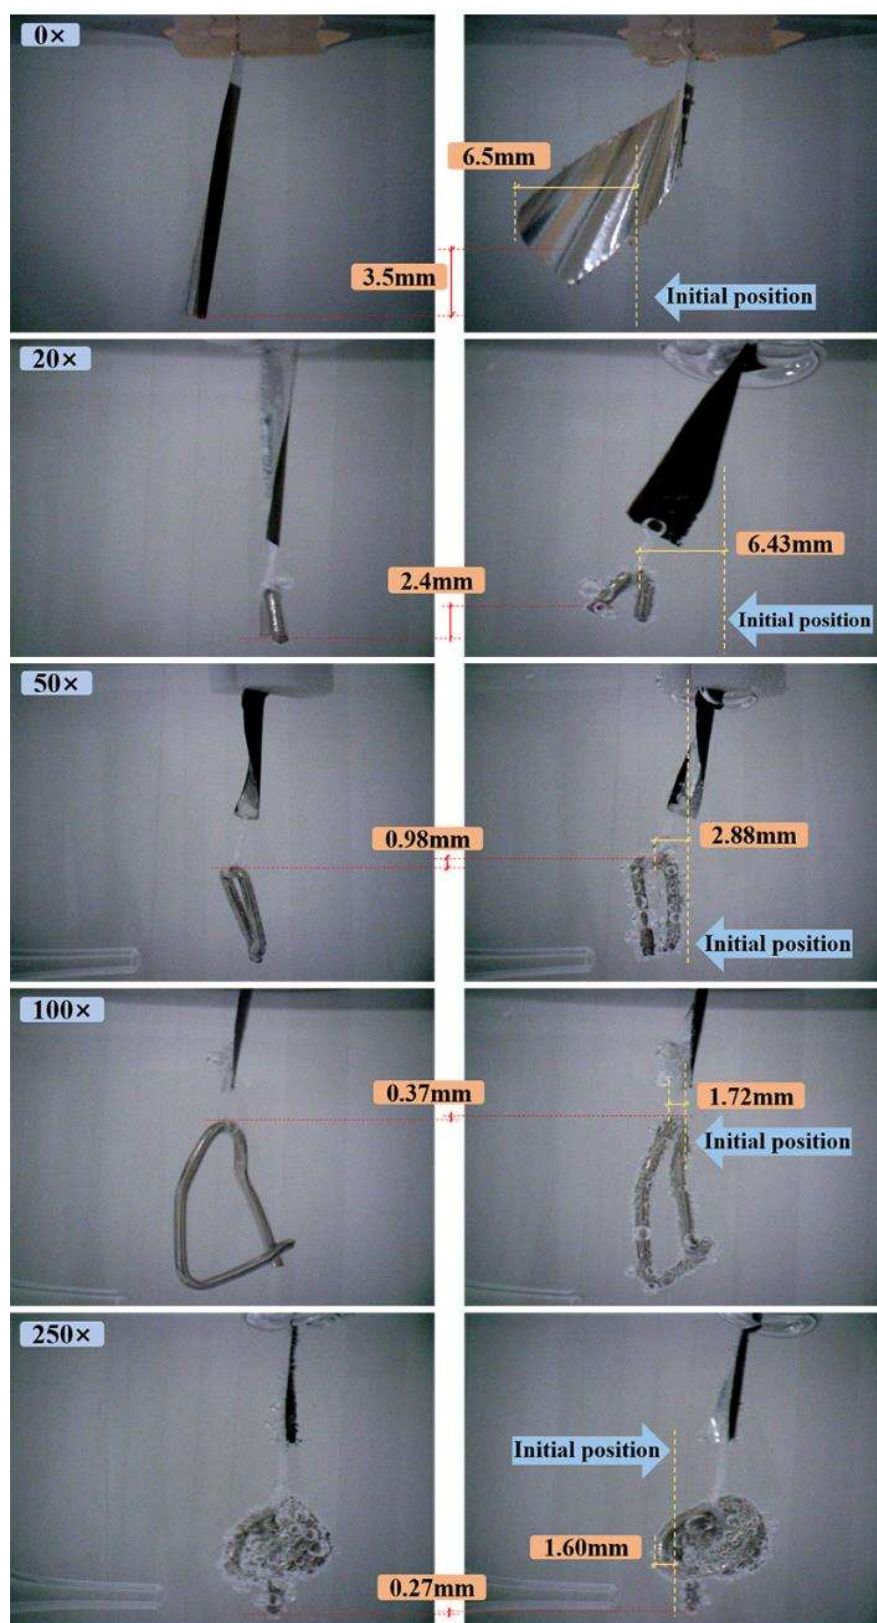 0×
6.5mm
3.5mm
Initial position
20×
6.43mm
2.4mm
Initial position
50×
0.98mm
2.88mm
Initial position
100×
0.37mm
1.72mm
Initial position
250×
Initial position
1.60mm
0.27mm